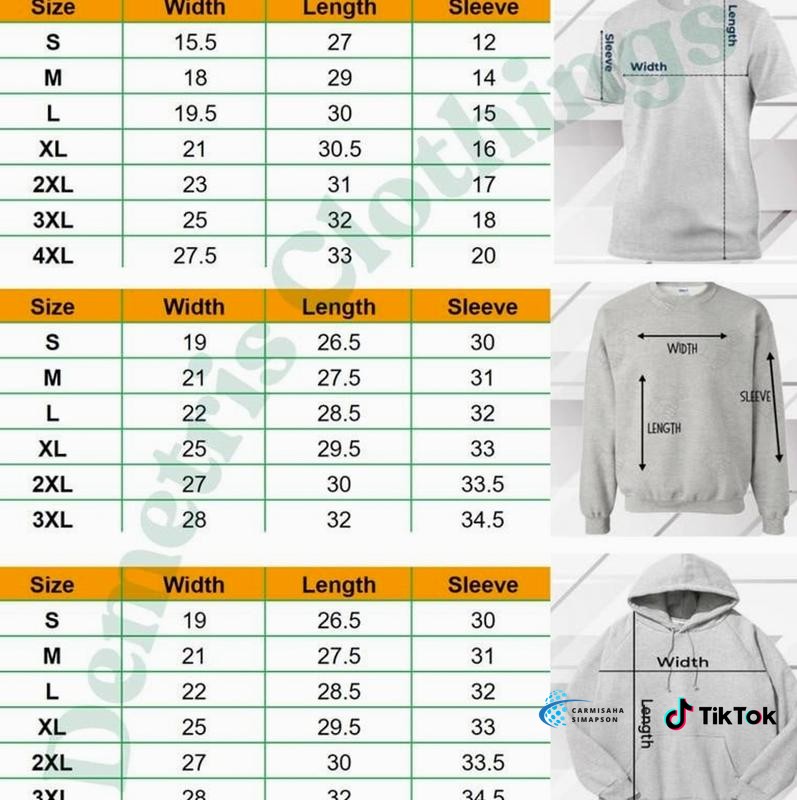 Size Width Length Sleeve
S 15.5 27 12
M 18 29 14
L 19.5 30 15
XL 21 30.5 16
2XL 23 31 17
3XL 25 32 18
4XL 27.5 33 20
Sleeve
Width
Length
Size Width Length Sleeve
S 19 26.5 30
M 21 27.5 31
L 22 28.5 32
XL 25 29.5 33
2XL 27 30 33.5
3XL 28 32 34.5
WIDTH
LENGTH
SLEEVE
Size Width Length Sleeve
S 19 26.5 30
M 21 27.5 31
L 22 28.5 32
XL 25 29.5 33
2XL 27 30 33.5
3XL 28 32 34.5
Width
Length
CARMISAHA
SIMAPSON
TikTok
Demetris Clothings